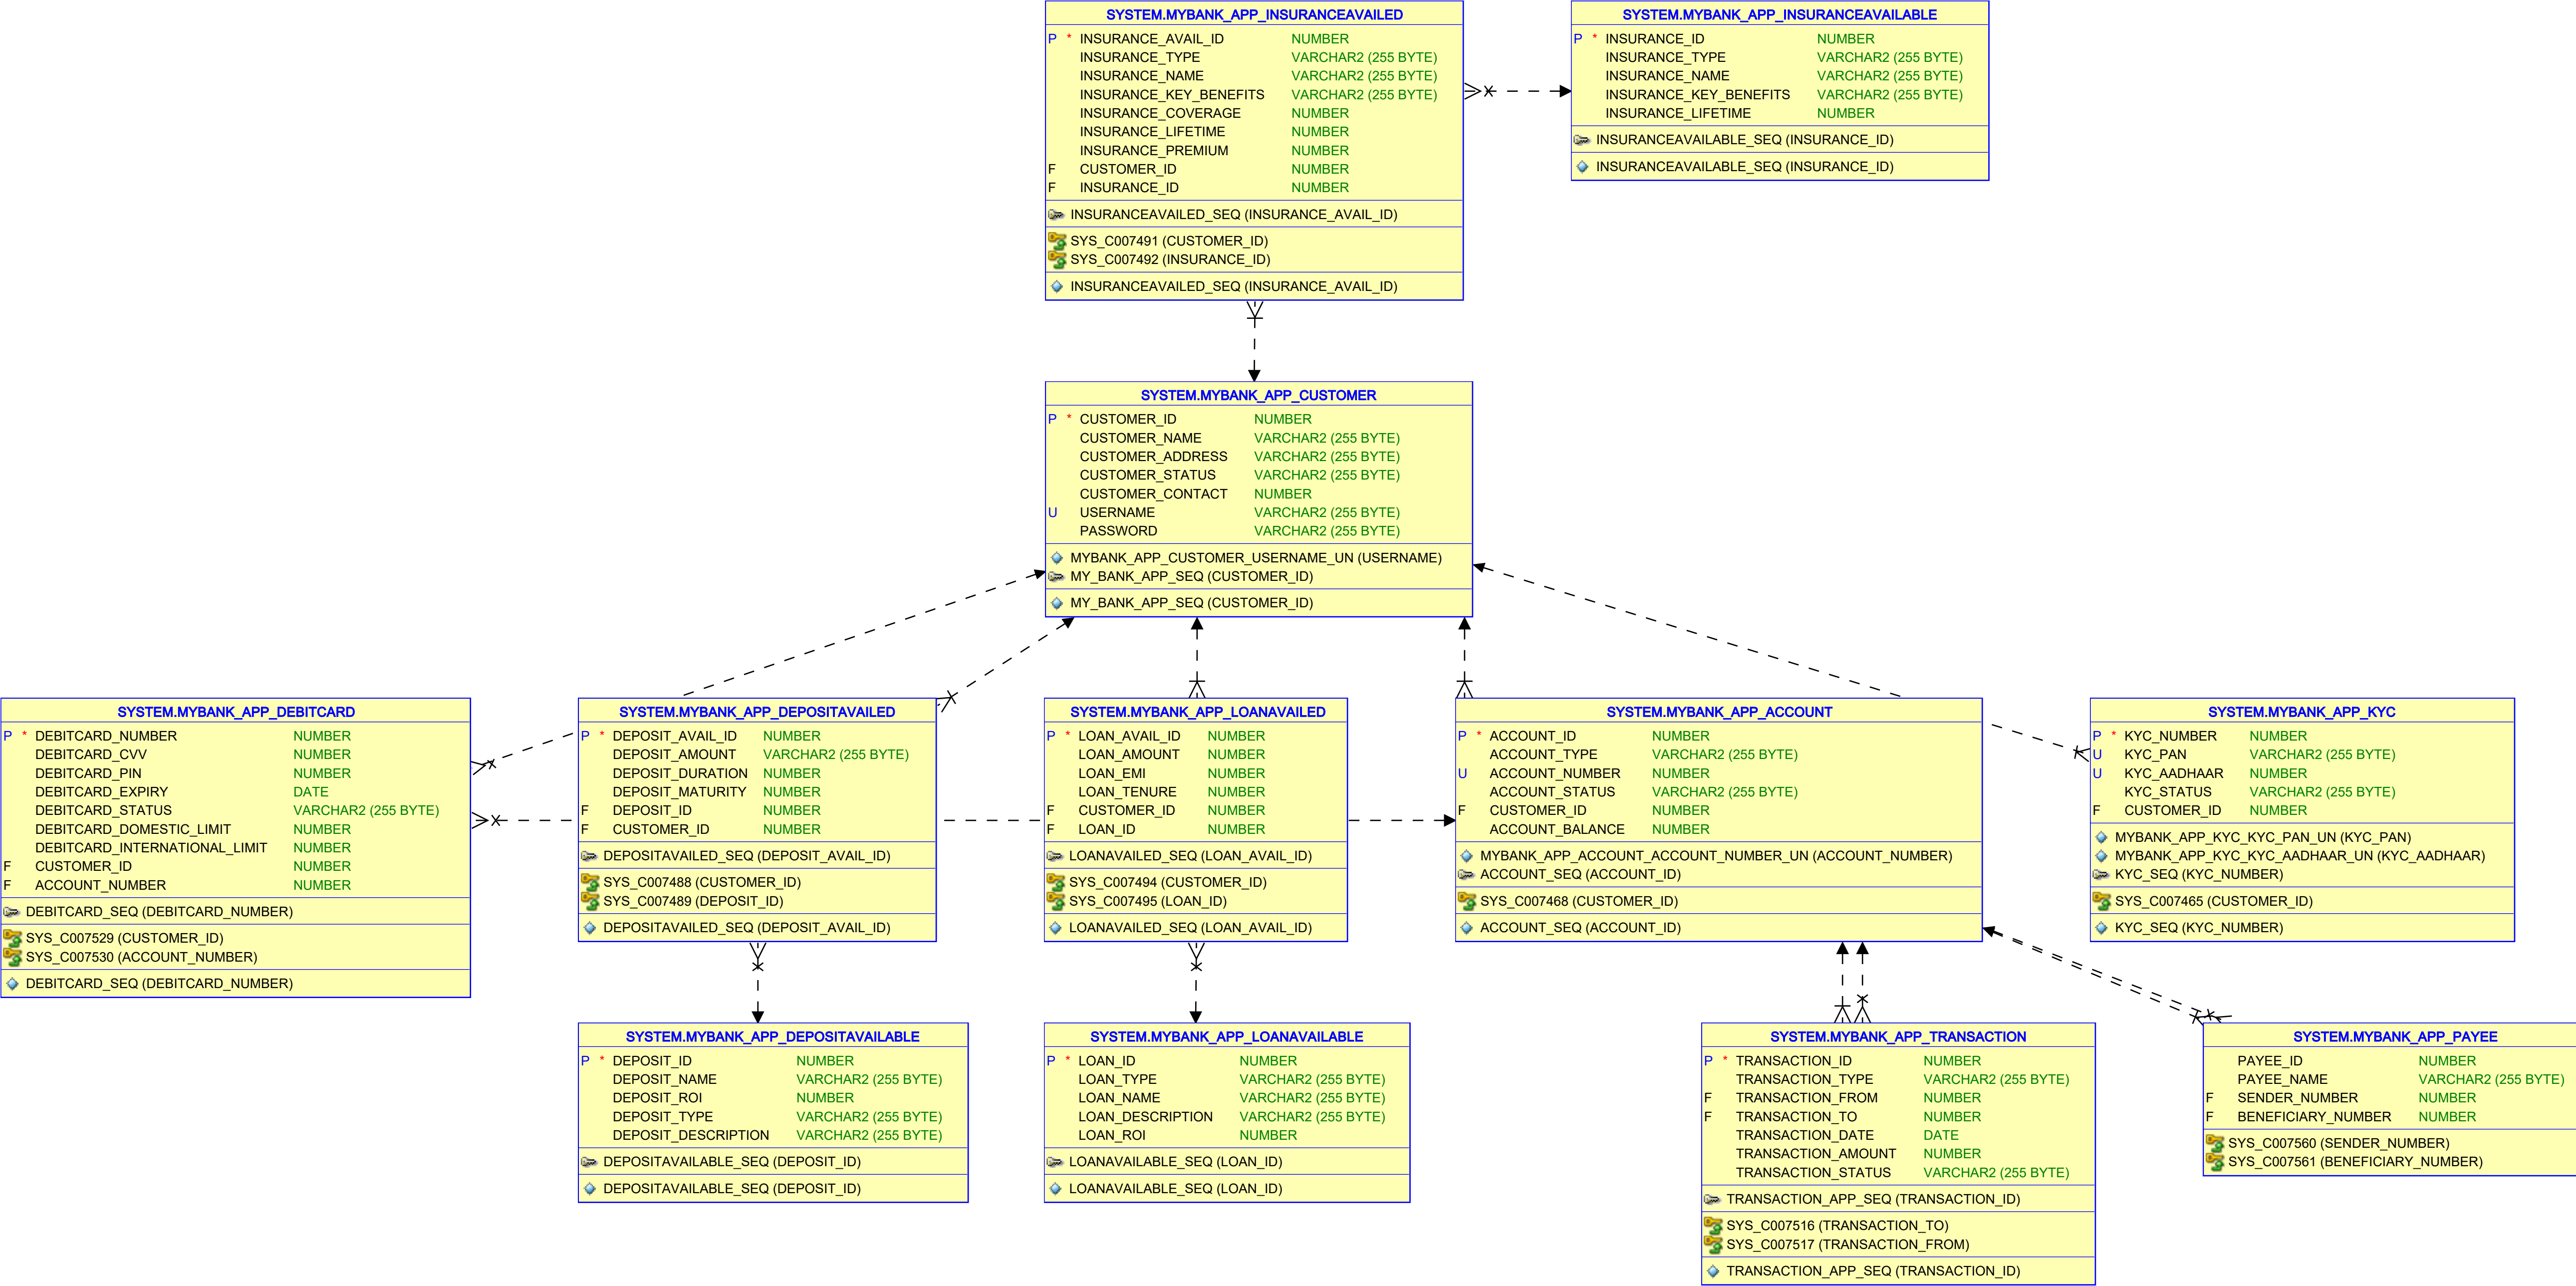 SYSTEM.MYBANK_APP_INSURANCEAVAILED
P * INSURANCE_AVAIL_ID NUMBER
INSURANCE_TYPE VARCHAR2 (255 BYTE)
INSURANCE_NAME VARCHAR2 (255 BYTE)
INSURANCE_KEY_BENEFITS VARCHAR2 (255 BYTE)
INSURANCE_COVERAGE NUMBER
INSURANCE_LIFETIME NUMBER
INSURANCE_PREMIUM NUMBER
F CUSTOMER_ID NUMBER
F INSURANCE_ID NUMBER
INSURANCEAVAILED_SEQ (INSURANCE_AVAIL_ID)
SYS_C007491 (CUSTOMER_ID)
SYS_C007492 (INSURANCE_ID)
INSURANCEAVAILED_SEQ (INSURANCE_AVAIL_ID)
SYSTEM.MYBANK_APP_INSURANCEAVAILABLE
P * INSURANCE_ID NUMBER
INSURANCE_TYPE VARCHAR2 (255 BYTE)
INSURANCE_NAME VARCHAR2 (255 BYTE)
INSURANCE_KEY_BENEFITS VARCHAR2 (255 BYTE)
INSURANCE_LIFETIME NUMBER
INSURANCEAVAILABLE_SEQ (INSURANCE_ID)
INSURANCEAVAILABLE_SEQ (INSURANCE_ID)
SYSTEM.MYBANK_APP_CUSTOMER
P * CUSTOMER_ID NUMBER
CUSTOMER_NAME VARCHAR2 (255 BYTE)
CUSTOMER_ADDRESS VARCHAR2 (255 BYTE)
CUSTOMER_STATUS VARCHAR2 (255 BYTE)
CUSTOMER_CONTACT NUMBER
U USERNAME VARCHAR2 (255 BYTE)
PASSWORD VARCHAR2 (255 BYTE)
MYBANK_APP_CUSTOMER_USERNAME_UN (USERNAME)
MY_BANK_APP_SEQ (CUSTOMER_ID)
MY_BANK_APP_SEQ (CUSTOMER_ID)
SYSTEM.MYBANK_APP_DEBITCARD
P * DEBITCARD_NUMBER NUMBER
DEBITCARD_CVV NUMBER
DEBITCARD_PIN NUMBER
DEBITCARD_EXPIRY DATE
DEBITCARD_STATUS VARCHAR2 (255 BYTE)
DEBITCARD_DOMESTIC_LIMIT NUMBER
DEBITCARD_INTERNATIONAL_LIMIT NUMBER
F CUSTOMER_ID NUMBER
F ACCOUNT_NUMBER NUMBER
DEBITCARD_SEQ (DEBITCARD_NUMBER)
SYS_C007529 (CUSTOMER_ID)
SYS_C007530 (ACCOUNT_NUMBER)
DEBITCARD_SEQ (DEBITCARD_NUMBER)
SYSTEM.MYBANK_APP_DEPOSITAVAILED
P * DEPOSIT_AVAIL_ID NUMBER
DEPOSIT_AMOUNT VARCHAR2 (255 BYTE)
DEPOSIT_DURATION NUMBER
DEPOSIT_MATURITY NUMBER
F DEPOSIT_ID NUMBER
F CUSTOMER_ID NUMBER
DEPOSITAVAILED_SEQ (DEPOSIT_AVAIL_ID)
SYS_C007488 (CUSTOMER_ID)
SYS_C007489 (DEPOSIT_ID)
DEPOSITAVAILED_SEQ (DEPOSIT_AVAIL_ID)
SYSTEM.MYBANK_APP_LOANAVAILED
P * LOAN_AVAIL_ID NUMBER
LOAN_AMOUNT NUMBER
LOAN_EMI NUMBER
LOAN_TENURE NUMBER
F CUSTOMER_ID NUMBER
F LOAN_ID NUMBER
LOANAVAILED_SEQ (LOAN_AVAIL_ID)
SYS_C007494 (CUSTOMER_ID)
SYS_C007495 (LOAN_ID)
LOANAVAILED_SEQ (LOAN_AVAIL_ID)
SYSTEM.MYBANK_APP_ACCOUNT
P * ACCOUNT_ID NUMBER
ACCOUNT_TYPE VARCHAR2 (255 BYTE)
U ACCOUNT_NUMBER NUMBER
ACCOUNT_STATUS VARCHAR2 (255 BYTE)
F CUSTOMER_ID NUMBER
ACCOUNT_BALANCE NUMBER
MYBANK_APP_ACCOUNT_ACCOUNT_NUMBER_UN (ACCOUNT_NUMBER)
ACCOUNT_SEQ (ACCOUNT_ID)
SYS_C007468 (CUSTOMER_ID)
ACCOUNT_SEQ (ACCOUNT_ID)
SYSTEM.MYBANK_APP_KYC
P * KYC_NUMBER NUMBER
U KYC_PAN VARCHAR2 (255 BYTE)
U KYC_AADHAAR NUMBER
KYC_STATUS VARCHAR2 (255 BYTE)
F CUSTOMER_ID NUMBER
MYBANK_APP_KYC_KYC_PAN_UN (KYC_PAN)
MYBANK_APP_KYC_KYC_AADHAAR_UN (KYC_AADHAAR)
KYC_SEQ (KYC_NUMBER)
SYS_C007465 (CUSTOMER_ID)
KYC_SEQ (KYC_NUMBER)
SYSTEM.MYBANK_APP_DEPOSITAVAILABLE
P * DEPOSIT_ID NUMBER
DEPOSIT_NAME VARCHAR2 (255 BYTE)
DEPOSIT_ROI NUMBER
DEPOSIT_TYPE VARCHAR2 (255 BYTE)
DEPOSIT_DESCRIPTION VARCHAR2 (255 BYTE)
DEPOSITAVAILABLE_SEQ (DEPOSIT_ID)
DEPOSITAVAILABLE_SEQ (DEPOSIT_ID)
SYSTEM.MYBANK_APP_LOANAVAILABLE
P * LOAN_ID NUMBER
LOAN_TYPE VARCHAR2 (255 BYTE)
LOAN_NAME VARCHAR2 (255 BYTE)
LOAN_DESCRIPTION VARCHAR2 (255 BYTE)
LOAN_ROI NUMBER
LOANAVAILABLE_SEQ (LOAN_ID)
LOANAVAILABLE_SEQ (LOAN_ID)
SYSTEM.MYBANK_APP_TRANSACTION
P * TRANSACTION_ID NUMBER
TRANSACTION_TYPE VARCHAR2 (255 BYTE)
F TRANSACTION_FROM NUMBER
F TRANSACTION_TO NUMBER
TRANSACTION_DATE DATE
TRANSACTION_AMOUNT NUMBER
TRANSACTION_STATUS VARCHAR2 (255 BYTE)
TRANSACTION_APP_SEQ (TRANSACTION_ID)
SYS_C007516 (TRANSACTION_TO)
SYS_C007517 (TRANSACTION_FROM)
TRANSACTION_APP_SEQ (TRANSACTION_ID)
SYSTEM.MYBANK_APP_PAYEE
PAYEE_ID NUMBER
PAYEE_NAME VARCHAR2 (255 BYTE)
F SENDER_NUMBER NUMBER
F BENEFICIARY_NUMBER NUMBER
SYS_C007560 (SENDER_NUMBER)
SYS_C007561 (BENEFICIARY_NUMBER)